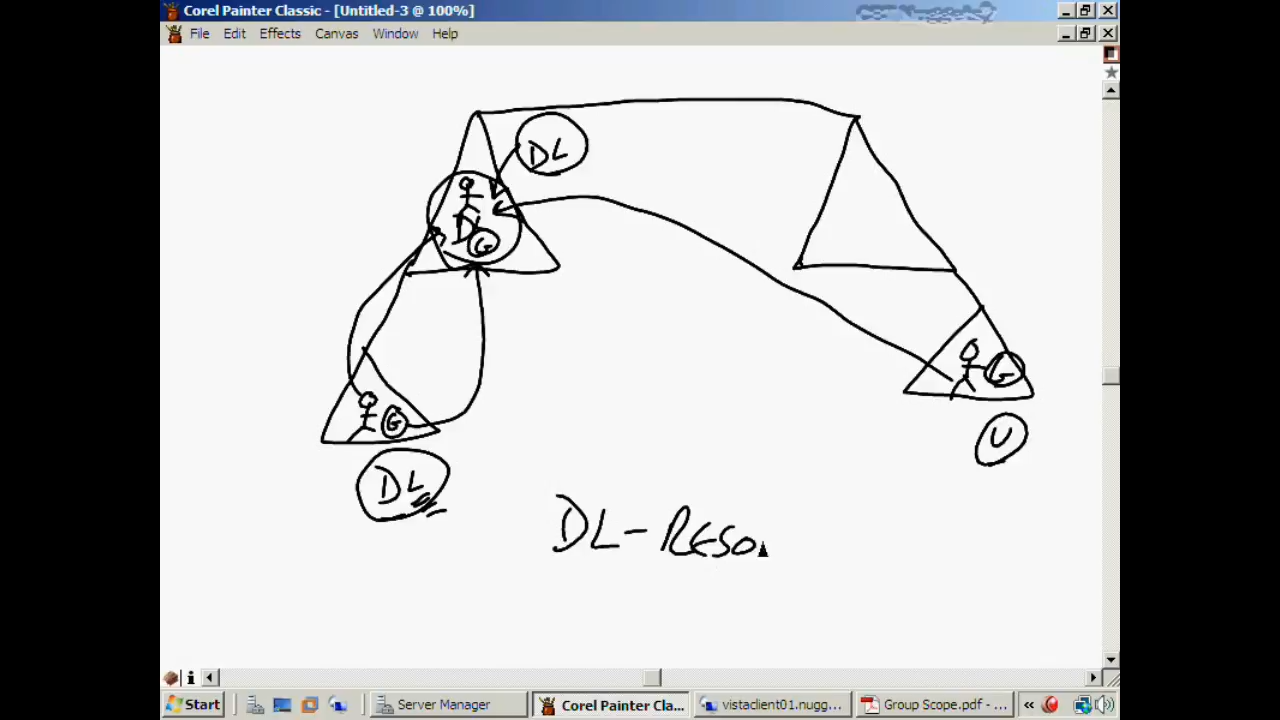 Corel Painter Classic - [Untitled-3 @ 100%]
File Edit Effects Canvas Window Help
DL
DL
G
G
G
U
DL
DL - RESO
Start
Server Manager
Corel Painter Cla...
vistaclient01.nugg...
Group Scope.pdf - ...